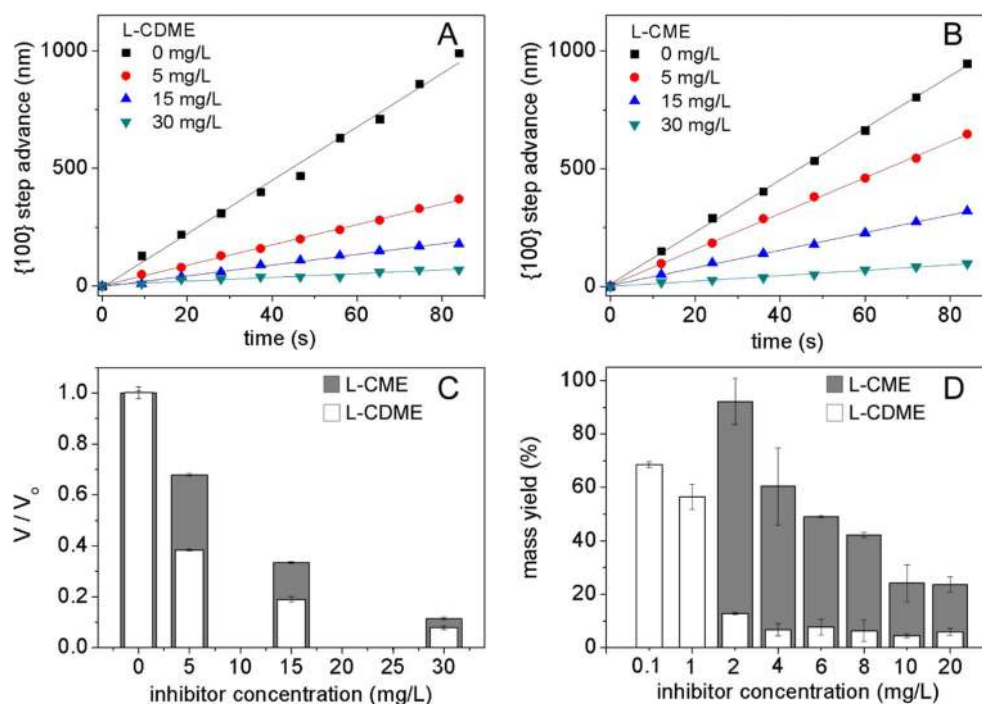 L-CDME
A
0 mg/L
5 mg/L
15 mg/L
30 mg/L
{100} step advance (nm)
1000
500
0
0 20 40 60 80
time (s)
L-CME
B
0 mg/L
5 mg/L
15 mg/L
30 mg/L
{100} step advance (nm)
1000
500
0
0 20 40 60 80
time (s)
C
L-CME
L-CDME
V / Vo
1.0
0.8
0.6
0.4
0.2
0.0
0 5 10 15 20 25 30
inhibitor concentration (mg/L)
D
L-CME
L-CDME
mass yield (%)
100
80
60
40
20
0
0.1 1 2 4 6 8 10 20
inhibitor concentration (mg/L)